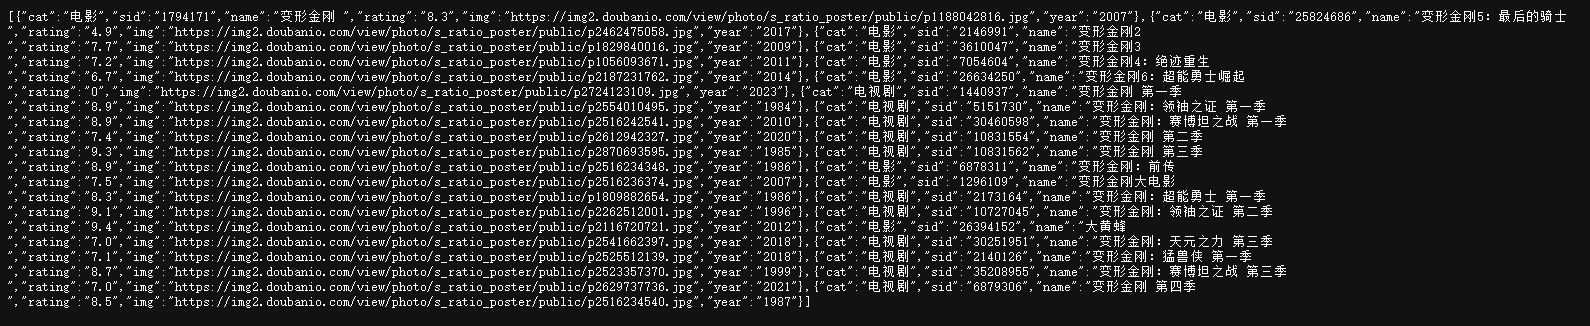 [{"cat":"电影","sid":"1794171","name":"变形金刚 ","rating":"8.3","img":"https://img2.doubanio.com/view/photo/s_ratio_poster/public/p1188042816.jpg","year":"2007"},{"cat":"电影","sid":"25824686","name":"变形金刚5：最后的骑士
","rating":"4.9","img":"https://img2.doubanio.com/view/photo/s_ratio_poster/public/p2462475058.jpg","year":"2017"},{"cat":"电影","sid":"2146991","name":"变形金刚2
","rating":"7.7","img":"https://img2.doubanio.com/view/photo/s_ratio_poster/public/p1829840016.jpg","year":"2009"},{"cat":"电影","sid":"3610047","name":"变形金刚3
","rating":"7.2","img":"https://img2.doubanio.com/view/photo/s_ratio_poster/public/p1056093671.jpg","year":"2011"},{"cat":"电影","sid":"7054604","name":"变形金刚4：绝迹重生
","rating":"6.7","img":"https://img2.doubanio.com/view/photo/s_ratio_poster/public/p2187231762.jpg","year":"2014"},{"cat":"电影","sid":"26634250","name":"变形金刚6：超能勇士崛起
","rating":"0","img":"https://img2.doubanio.com/view/photo/s_ratio_poster/public/p2724123109.jpg","year":"2023"},{"cat":"电视剧","sid":"1440937","name":"变形金刚 第一季
","rating":"8.9","img":"https://img2.doubanio.com/view/photo/s_ratio_poster/public/p2554010495.jpg","year":"1984"},{"cat":"电视剧","sid":"5151730","name":"变形金刚：领袖之证 第一季
","rating":"8.9","img":"https://img2.doubanio.com/view/photo/s_ratio_poster/public/p2516242541.jpg","year":"2010"},{"cat":"电视剧","sid":"30460598","name":"变形金刚：赛博坦之战 第一季
","rating":"7.4","img":"https://img2.doubanio.com/view/photo/s_ratio_poster/public/p2612942327.jpg","year":"2020"},{"cat":"电视剧","sid":"10831554","name":"变形金刚 第二季
","rating":"9.3","img":"https://img2.doubanio.com/view/photo/s_ratio_poster/public/p2870693595.jpg","year":"1985"},{"cat":"电视剧","sid":"10831562","name":"变形金刚 第三季
","rating":"8.9","img":"https://img2.doubanio.com/view/photo/s_ratio_poster/public/p2516234348.jpg","year":"1986"},{"cat":"电影","sid":"6878311","name":"变形金刚：前传
","rating":"7.5","img":"https://img2.doubanio.com/view/photo/s_ratio_poster/public/p2516236374.jpg","year":"2007"},{"cat":"电影","sid":"1296109","name":"变形金刚大电影
","rating":"8.3","img":"https://img2.doubanio.com/view/photo/s_ratio_poster/public/p1809882654.jpg","year":"1986"},{"cat":"电视剧","sid":"2173164","name":"变形金刚：超能勇士 第一季
","rating":"9.1","img":"https://img2.doubanio.com/view/photo/s_ratio_poster/public/p2262512001.jpg","year":"1996"},{"cat":"电视剧","sid":"10727045","name":"变形金刚：领袖之证 第二季
","rating":"9.4","img":"https://img2.doubanio.com/view/photo/s_ratio_poster/public/p2116720721.jpg","year":"2012"},{"cat":"电影","sid":"26394152","name":"大黄蜂
","rating":"7.0","img":"https://img2.doubanio.com/view/photo/s_ratio_poster/public/p2541662397.jpg","year":"2018"},{"cat":"电视剧","sid":"30251951","name":"变形金刚：天元之力 第三季
","rating":"7.1","img":"https://img2.doubanio.com/view/photo/s_ratio_poster/public/p2525512139.jpg","year":"2018"},{"cat":"电视剧","sid":"2140126","name":"变形金刚：猛兽侠 第一季
","rating":"8.7","img":"https://img2.doubanio.com/view/photo/s_ratio_poster/public/p2523357370.jpg","year":"1999"},{"cat":"电视剧","sid":"35208955","name":"变形金刚：赛博坦之战 第三季
","rating":"7.0","img":"https://img2.doubanio.com/view/photo/s_ratio_poster/public/p2629737736.jpg","year":"2021"},{"cat":"电视剧","sid":"6879306","name":"变形金刚 第四季
","rating":"8.5","img":"https://img2.doubanio.com/view/photo/s_ratio_poster/public/p2516234540.jpg","year":"1987"}]